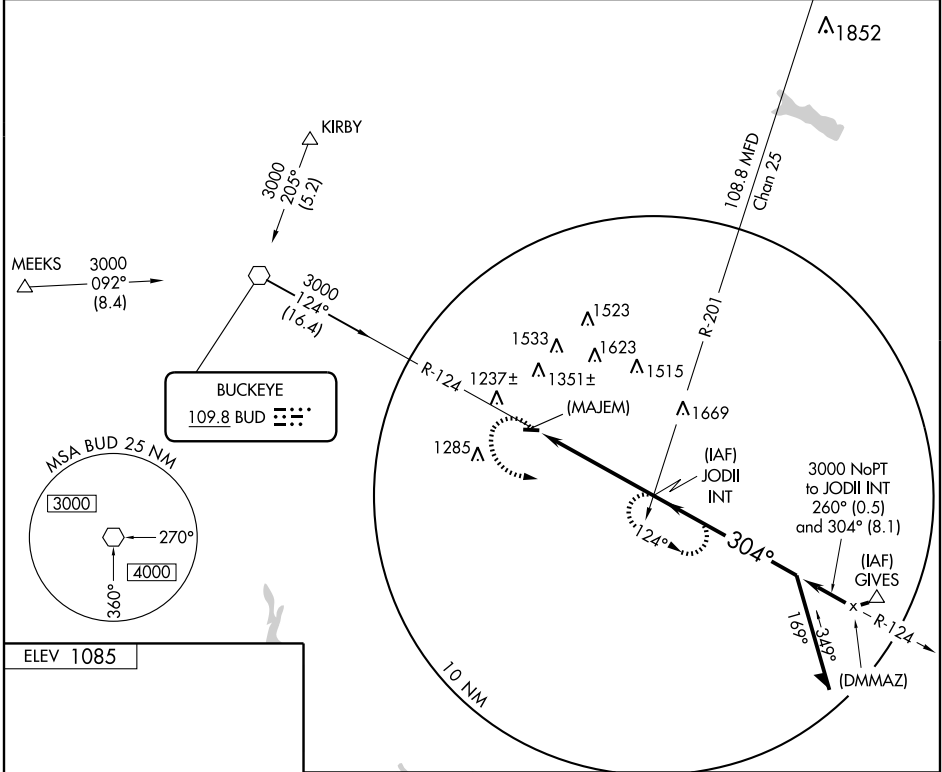 1852
KIRBY
3000
205°
(5.2)
108.8 MFD
Chan 25
MEEKS
3000
092°
(8.4)
3000
124°
(16.4)
R-201
1523
1533
1623
R-124
1237±
1351±
1515
BUCKEYE
109.8 BUD
(MAJEM)
1669
MSA BUD 25 NM
1285
(IAF)
JODII
INT
3000 NoPT
to JODII INT
260° (0.5)
and 304° (8.1)
3000
270°
124°
304°
4000
(IAF)
GIVES
360°
R-124
169°
349°
ELEV 1085
10 NM
(DMMAZ)